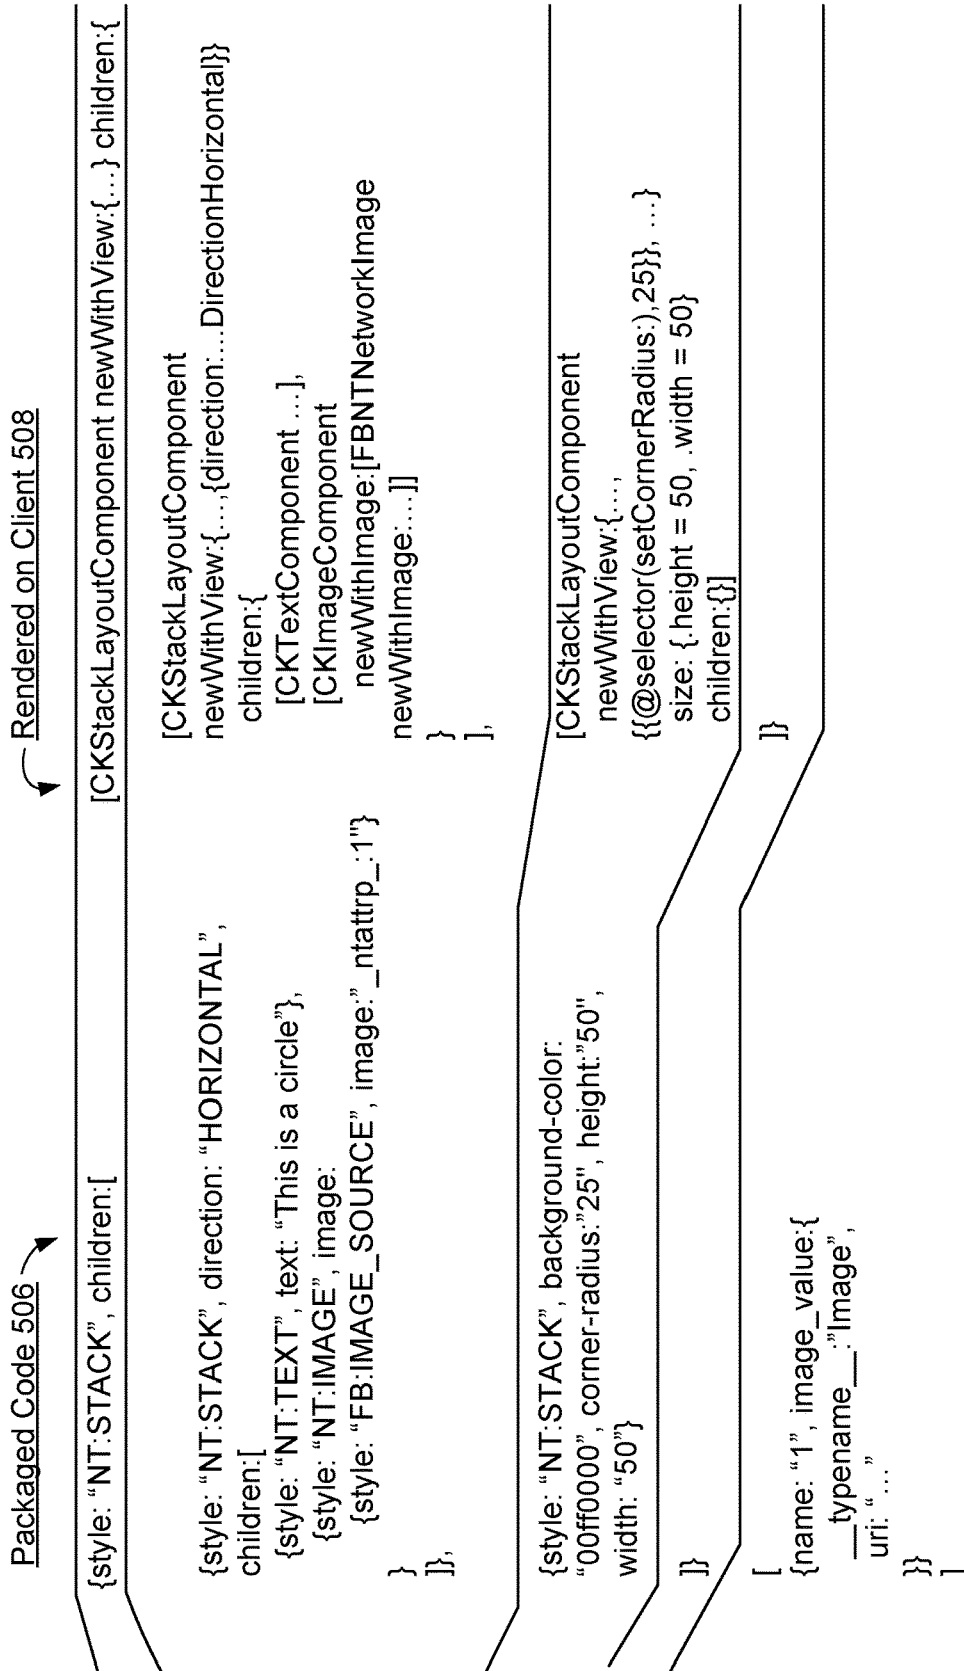 Packaged Code 506
{style: “NT:STACK”, children:[
{style: “NT:STACK”, direction: “HORIZONTAL”,
children:[
{style: “NT:TEXT”, text: “This is a circle”},
{style: “NT:IMAGE”, image:
{style: “FB:IMAGE_SOURCE”, image:”_ntattrp_:1"}
}
]},
{style: “NT:STACK”, background-color:
“00ff0000”, corner-radius:”25", height:”50",
width: “50”}
]}
[
{name: “1”, image_value:{
__typename__:”Image”,
uri: “ ... ”
}}
]
Rendered on Client 508
[CKStackLayoutComponent newWithView:{...} children:{
[CKStackLayoutComponent
newWithView:{...,{direction:...DirectionHorizontal}}
children:{
[CKTextComponent ...],
[CKImageComponent
newWithImage:[FBNTNetworkImage
newWithImage:...]]
}
],
[CKStackLayoutComponent
newWithView:{...,
{{@selector(setCornerRadius:),25}}, ...}
size: {.height = 50, .width = 50}
children:{}]
]}